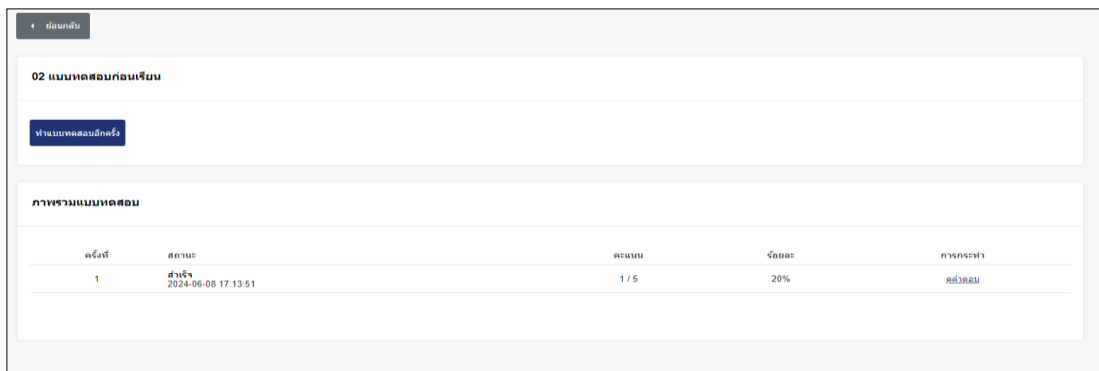 ย้อนกลับ
02 แบบทดสอบก่อนเรียน
ทำแบบทดสอบอีกครั้ง
ภาพรวมแบบทดสอบ
ครั้งที่ สถานะ คะแนน ร้อยละ การกระทำ
1 สำเร็จ 1 / 5 20% ดูคำตอบ
2024-06-08 17:13:51